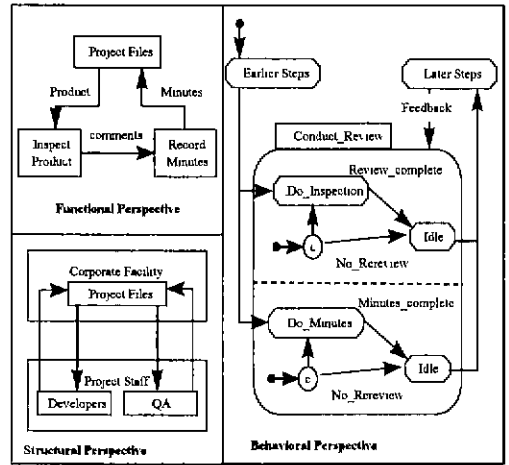 Project Files
Product
Minutes
comments
Inspect
Product
Record
Minutes
Functional Perspective
Corporate Facility
Project Files
Project Staff
Developers
QA
Structural Perspective
Earlier Steps
Later Steps
Feedback
Conduct_Review
Review_complete
Do_Inspection
Idle
c
No_Rereview
Minutes_complete
Do_Minutes
Idle
c
No_Rereview
Behavioral Perspective